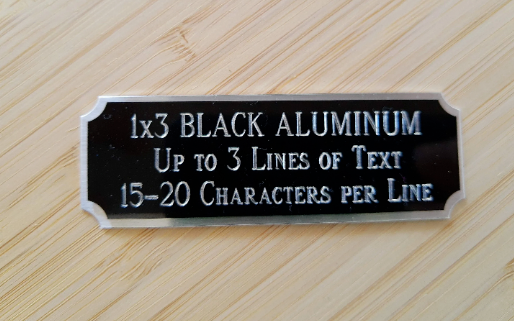 1x3 BLACK ALUMINUM
Up to 3 Lines of Text
15-20 Characters per Line